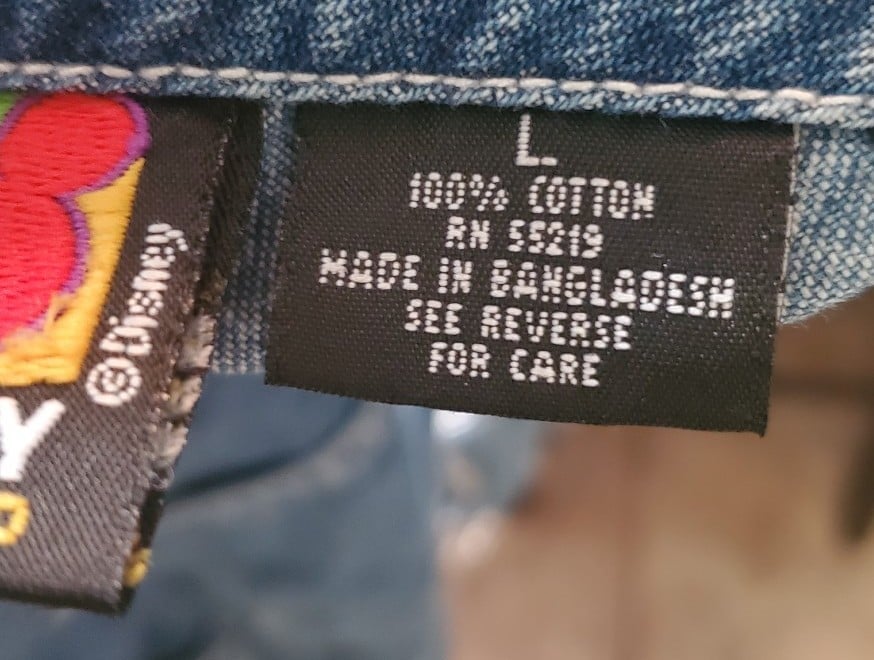 L
100% COTTON
RN 55219
MADE IN BANGLADESH
SEE REVERSE
FOR CARE
© Disney
Y